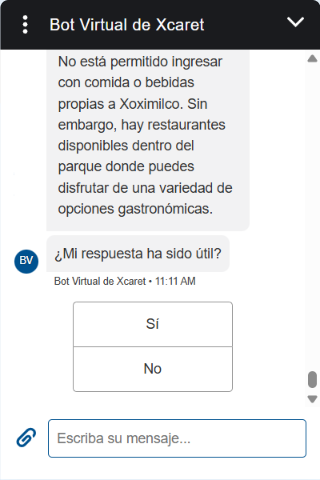 Bot Virtual de Xcaret
No está permitido ingresar
con comida o bebidas
propias a Xoximilco. Sin
embargo, hay restaurantes
disponibles dentro del
parque donde puedes
disfrutar de una variedad de
opciones gastronómicas.
BV
¿Mi respuesta ha sido útil?
Bot Virtual de Xcaret • 11:11 AM
Sí
No
Escriba su mensaje...